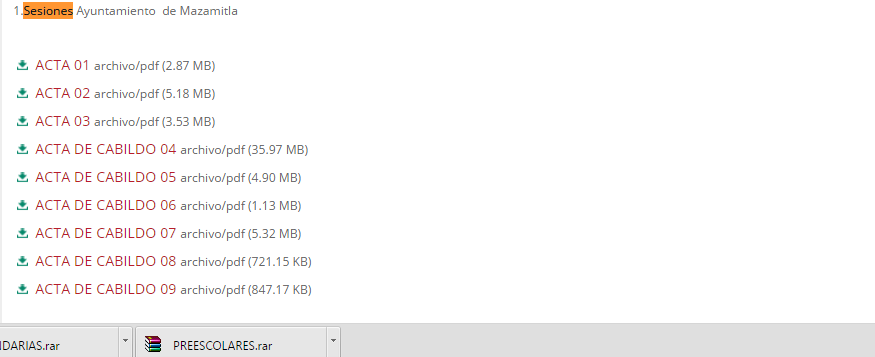 1.Sesiones Ayuntamiento de Mazamitla
ACTA 01 archivo/pdf (2.87 MB)
ACTA 02 archivo/pdf (5.18 MB)
ACTA 03 archivo/pdf (3.53 MB)
ACTA DE CABILDO 04 archivo/pdf (35.97 MB)
ACTA DE CABILDO 05 archivo/pdf (4.90 MB)
ACTA DE CABILDO 06 archivo/pdf (1.13 MB)
ACTA DE CABILDO 07 archivo/pdf (5.32 MB)
ACTA DE CABILDO 08 archivo/pdf (721.15 KB)
ACTA DE CABILDO 09 archivo/pdf (847.17 KB)
NDARIAS.rar PREESCOLARES.rar